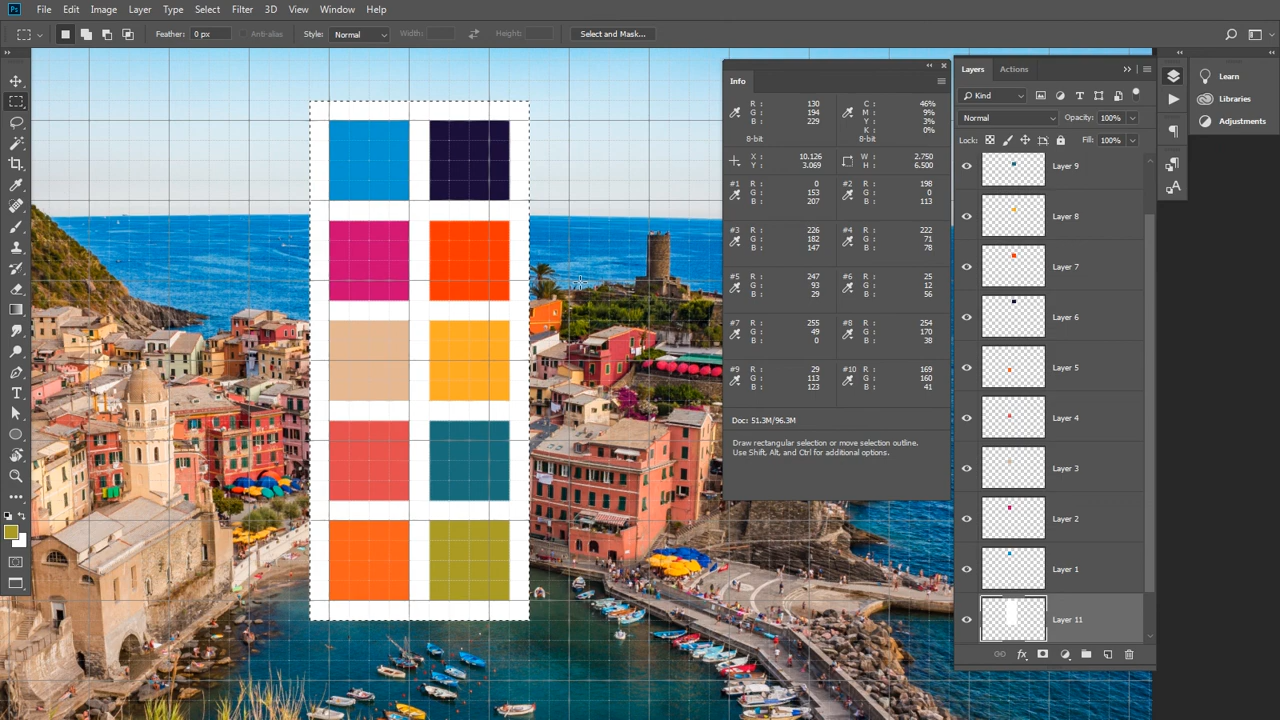 Ps File Edit Image Layer Type Select Filter 3D View Window Help
Feather: 0 px Anti-alias Style: Normal Width: Height: Select and Mask...
Info
R : 130 C : 46%
G : 194 M : 9%
B : 229 Y : 3%
K : 0%
8-bit 8-bit
X : 10.126 W : 2.750
Y : 3.069 H : 6.500
#1 R : 0 #2 R : 198
G : 153 G : 0
B : 207 B : 113
#3 R : 226 #4 R : 222
G : 182 G : 71
B : 147 B : 78
#5 R : 247 #6 R : 25
G : 93 G : 12
B : 29 B : 56
#7 R : 255 #8 R : 254
G : 49 G : 170
B : 0 B : 38
#9 R : 29 #10 R : 169
G : 113 G : 160
B : 123 B : 41
Doc: 51.3M/96.3M
Draw rectangular selection or move selection outline.
Use Shift, Alt, and Ctrl for additional options.
Layers Actions
Kind
Normal Opacity: 100%
Lock: Fill: 100%
Layer 9
Layer 8
Layer 7
Layer 6
Layer 5
Layer 4
Layer 3
Layer 2
Layer 1
Layer 11
fx
Learn
Libraries
Adjustments